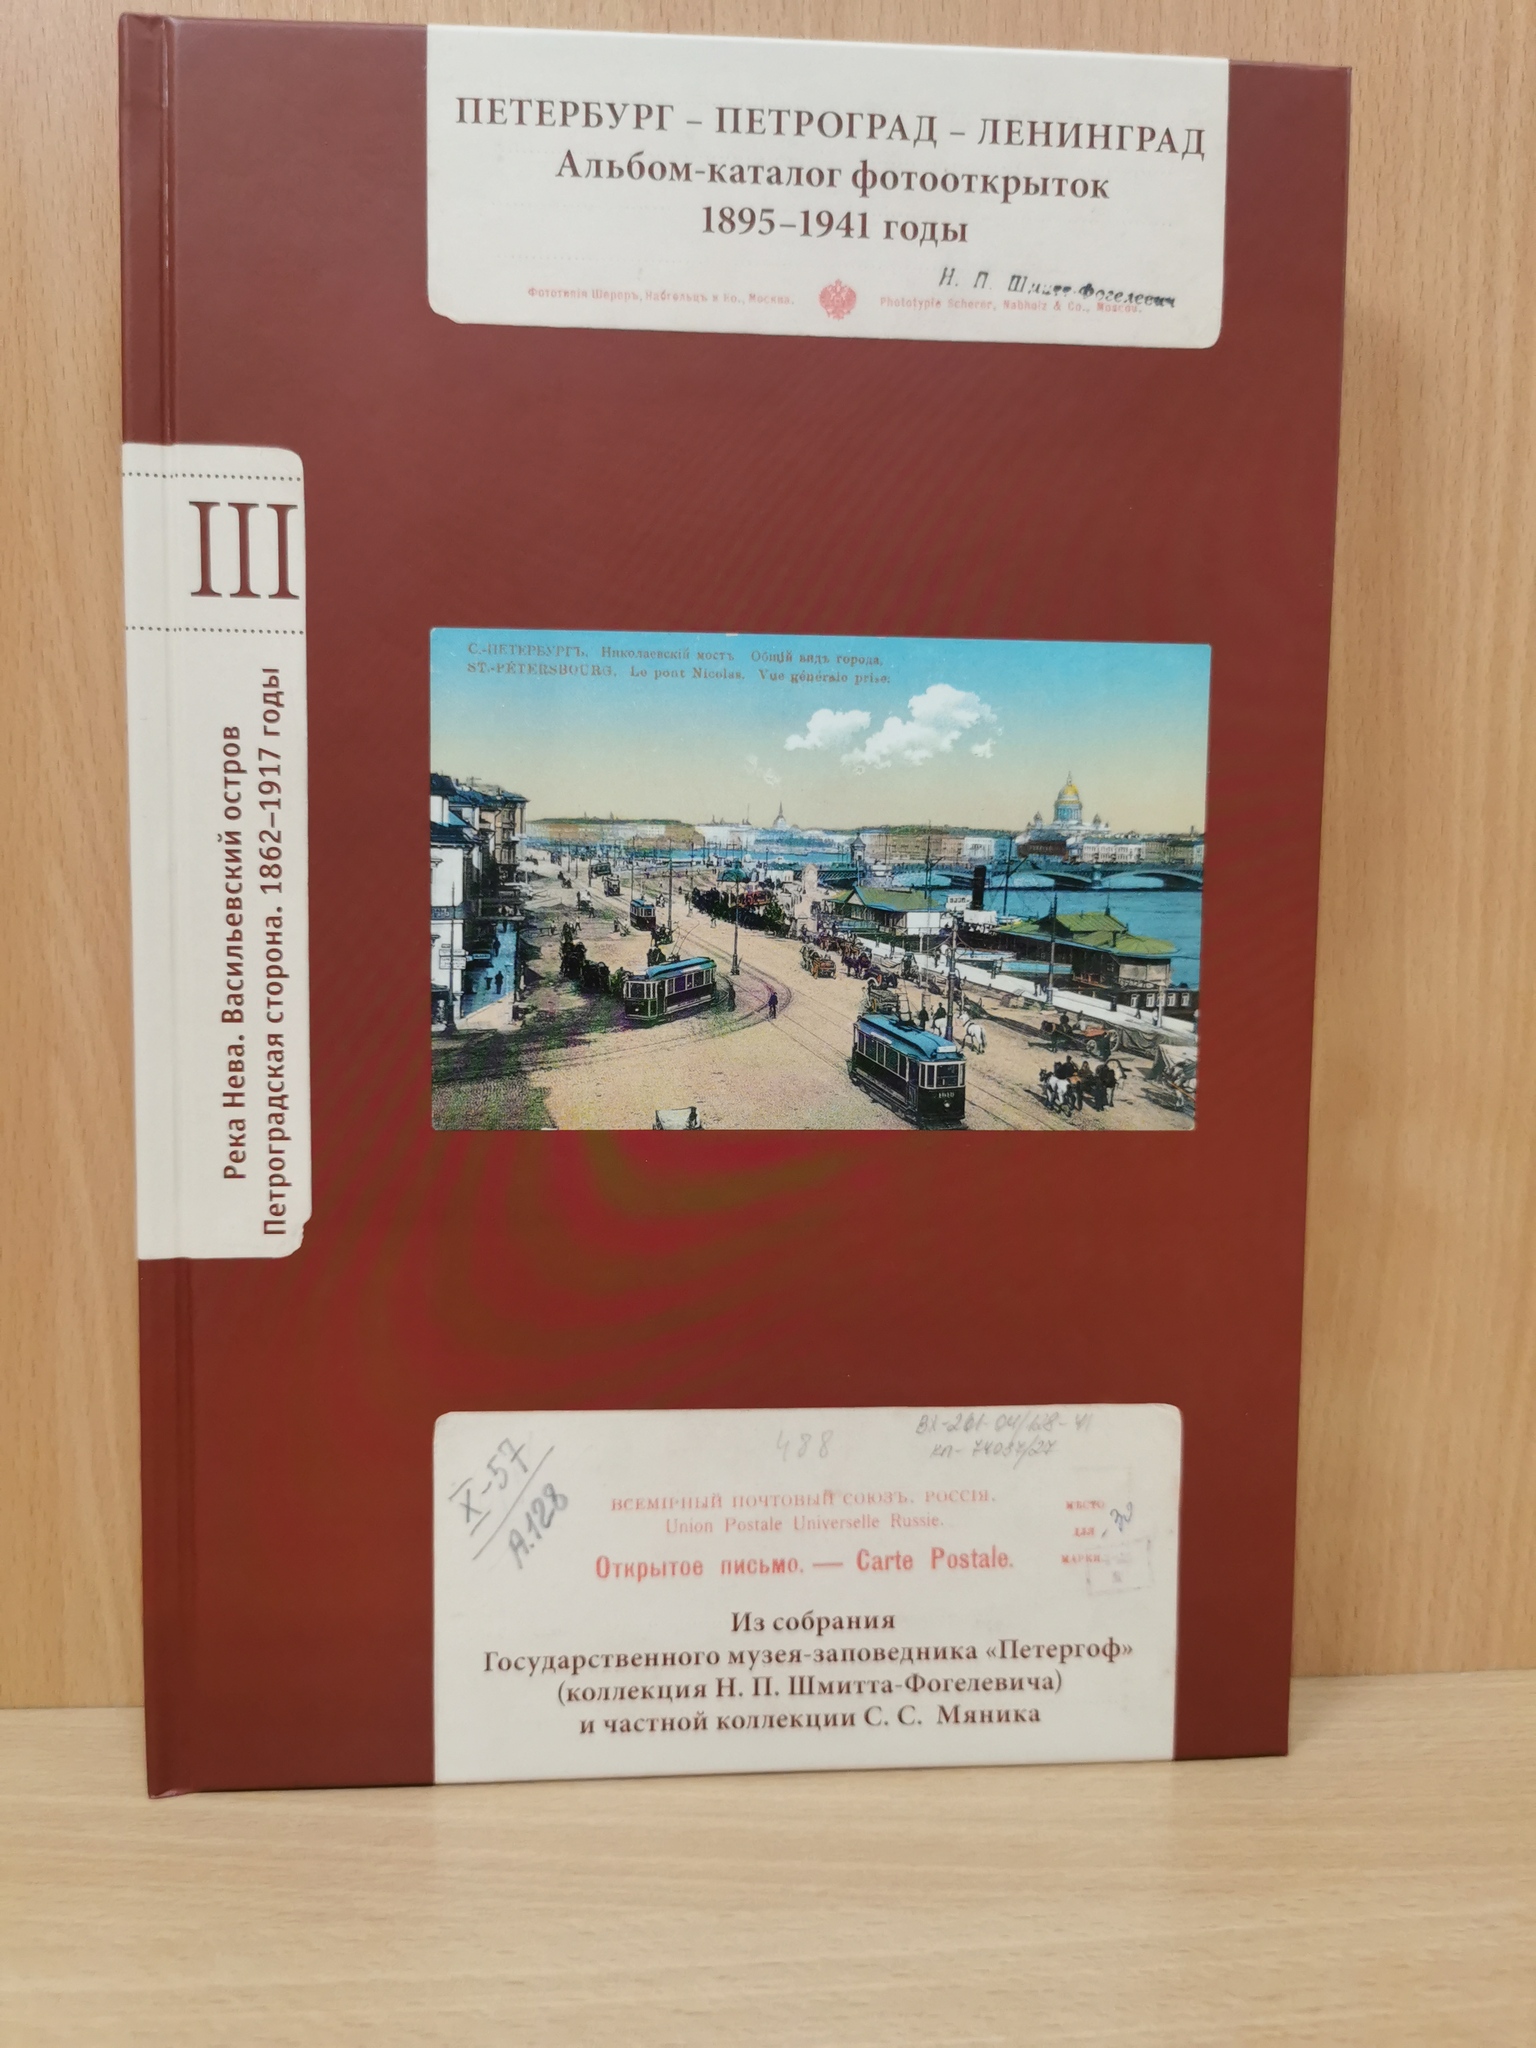 ПЕТЕРБУРГ – ПЕТРОГРАД – ЛЕНИНГРАД
Альбом-каталог фотооткрыток
1895–1941 годы
Н. П. Шмитт-Фогелевич
Фототипія Шереръ, Набгольцъ и Ко., Москва.
Phototypie Scherer, Nabholz & Co., Moscou.
III
Река Нева. Васильевский остров
Петроградская сторона. 1862–1917 годы
С.-ПЕТЕРБУРГЪ. Николаевскій мостъ. Общій видъ города.
ST.-PÉTERSBOURG. Le pont Nicolas. Vue générale prise.
X-57
А.128
488
ВСЕМІРНЫЙ ПОЧТОВЫЙ СОЮЗЪ. РОССІЯ.
Union Postale Universelle Russie.
Открытое письмо. — Carte Postale.
МѢСТО
ДЛЯ
МАРКИ
Из собрания
Государственного музея-заповедника «Петергоф»
(коллекция Н. П. Шмитта-Фогелевича)
и частной коллекции С. С. Мяника